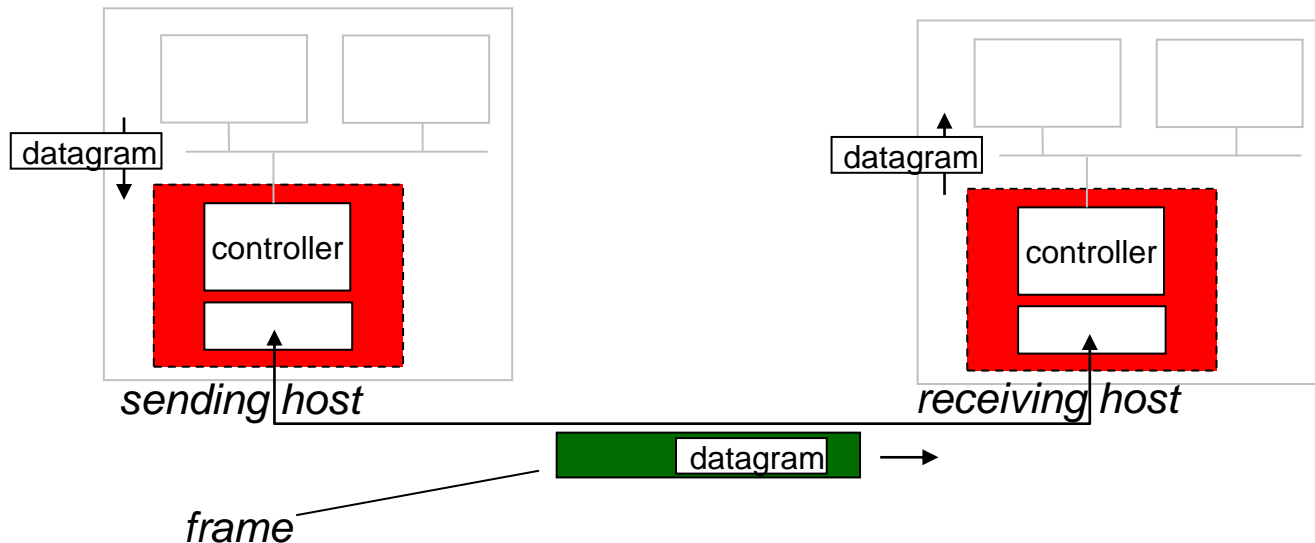 datagram
datagram
controller
controller
sending host
receiving host
datagram
frame